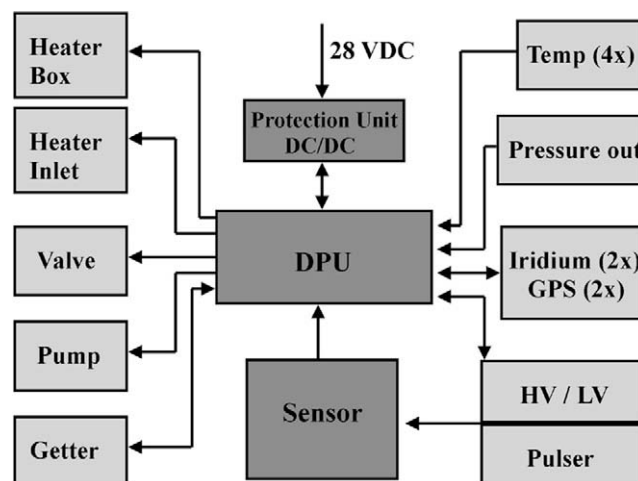 Heater
Box
Heater
Inlet
Valve
Pump
Getter
28 VDC
Protection Unit
DC/DC
DPU
Sensor
Temp (4x)
Pressure out
Iridium (2x)
GPS (2x)
HV / LV
Pulser